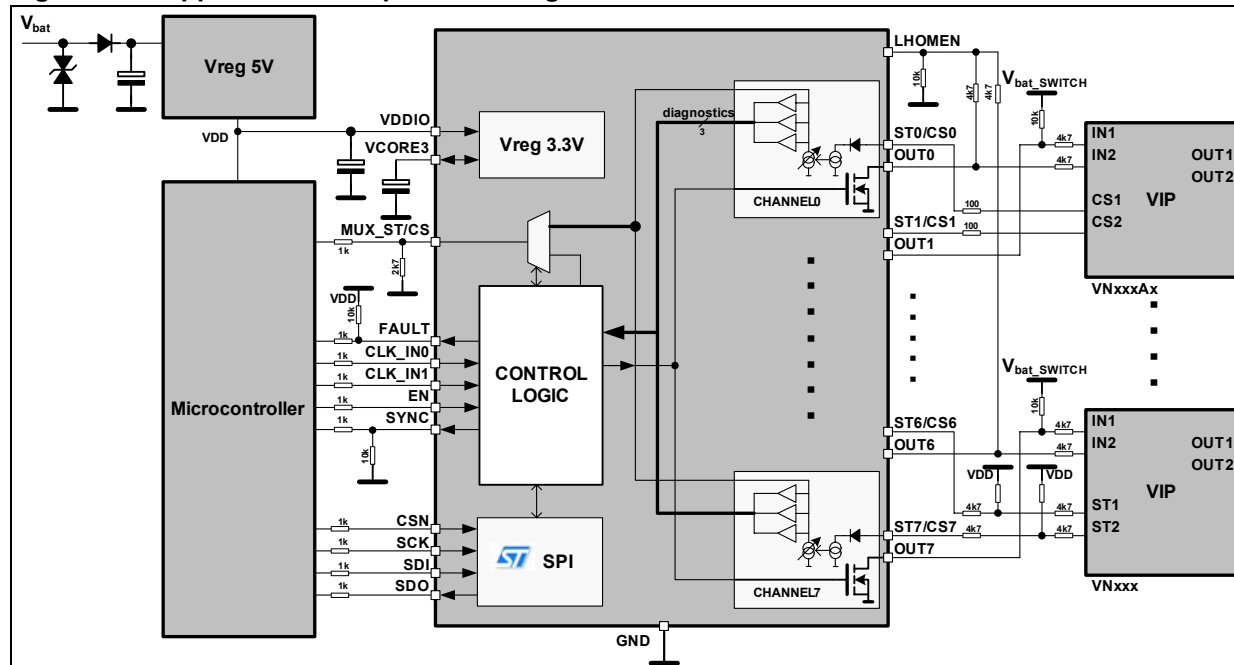 Vbat
Vreg 5V
VDD
VDDIO
VCORE3
Vreg 3.3V
MUX_ST/CS
1k
2k7
VDD
10k
FAULT
1k
CLK_IN0
1k
CLK_IN1
1k
EN
1k
SYNC
1k
10k
Microcontroller
CONTROL
LOGIC
CSN
1k
SCK
1k
SDI
1k
SDO
1k
ST
SPI
GND
diagnostics
3
CHANNEL0
CHANNEL7
LHOMEN
10k
4k7
4k7
Vbat_SWITCH
10k
ST0/CS0
OUT0
ST1/CS1
OUT1
4k7
4k7
100
100
IN1
IN2
OUT1
OUT2
CS1
CS2
VIP
VNxxxAx
Vbat_SWITCH
10k
ST6/CS6
OUT6
4k7
4k7
VDD
VDD
4k7
4k7
ST7/CS7
4k7
4k7
OUT7
IN1
IN2
OUT1
OUT2
VIP
ST1
ST2
VNxxx